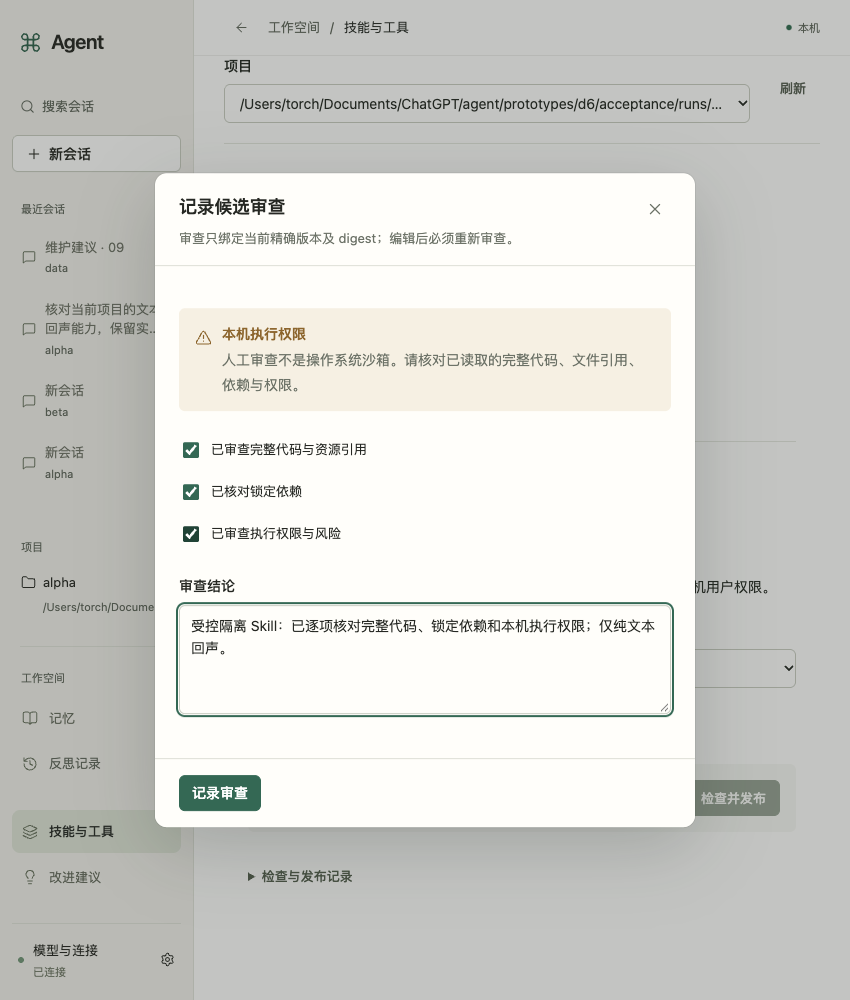 Agent
搜索会话
新会话
最近会话
维护建议 · 09
data
核对当前项目的文本
回声能力，保留实...
alpha
新会话
beta
新会话
alpha
项目
alpha
/Users/torch/Docume
工作空间
记忆
反思记录
技能与工具
改进建议
模型与连接
已连接
工作空间 / 技能与工具
本机
项目
/Users/torch/Documents/ChatGPT/agent/prototypes/d6/acceptance/runs/...
刷新
记录候选审查
审查只绑定当前精确版本及 digest；编辑后必须重新审查。
本机执行权限
人工审查不是操作系统沙箱。请核对已读取的完整代码、文件引用、
依赖与权限。
已审查完整代码与资源引用
已核对锁定依赖
已审查执行权限与风险
审查结论
受控隔离 Skill：已逐项核对完整代码、锁定依赖和本机执行权限；仅纯文本
回声。
记录审查
机用户权限。
检查并发布
检查与发布记录